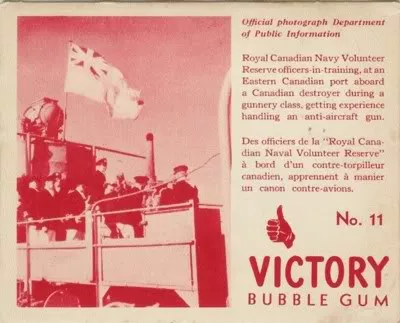 Official photograph Department
of Public Information
Royal Canadian Navy Volunteer
Reserve officers-in-training, at an
Eastern Canadian port aboard
a Canadian destroyer during a
gunnery class, getting experience
handling an anti-aircraft gun.
Des officiers de la "Royal Cana-
dian Naval Volunteer Reserve"
à bord d'un contre-torpilleur
canadien, apprennent à manier
un canon contre-avions.
No. 11
VICTORY
BUBBLE GUM